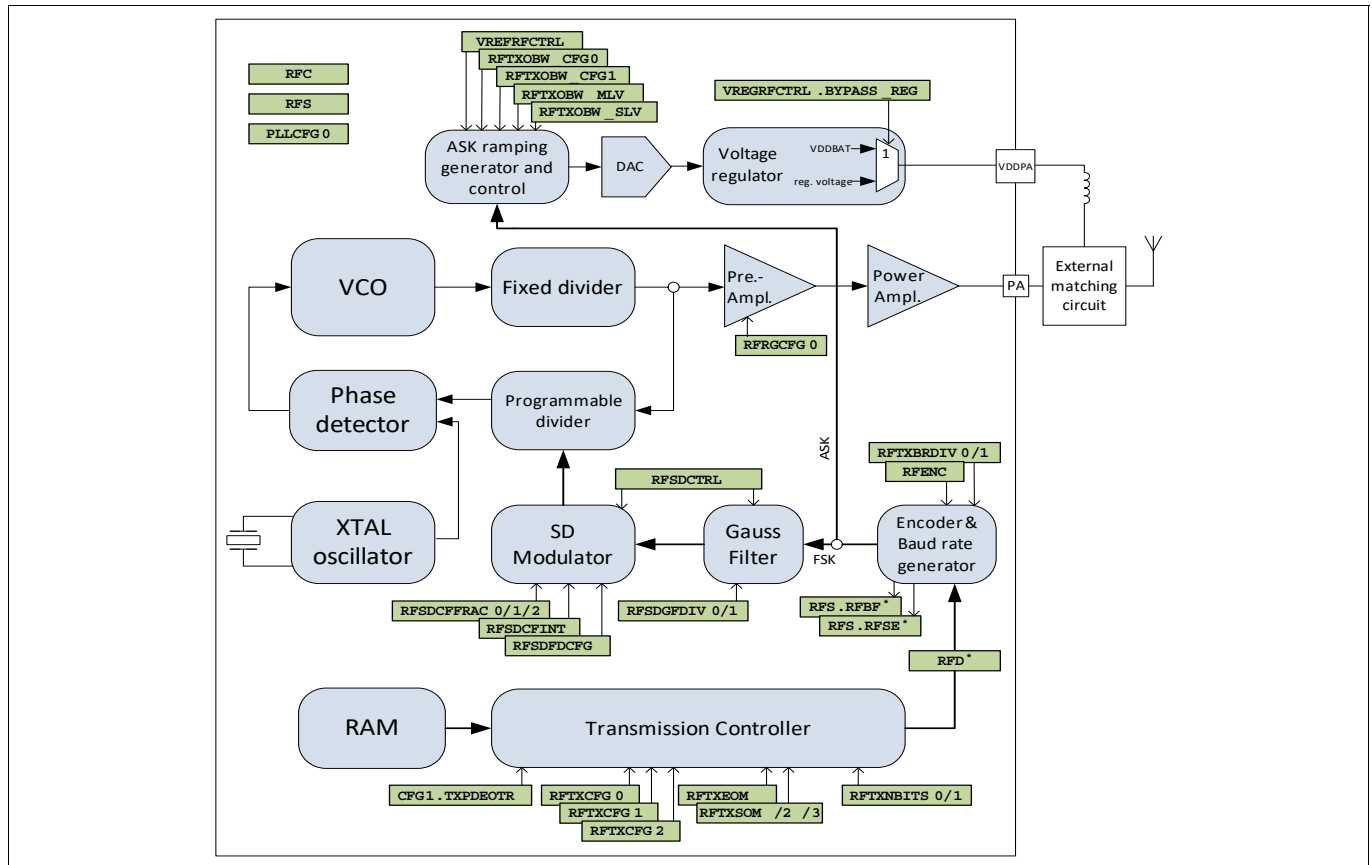 VREFRFCTRL
RFTXOBW_CFG0
RFTXOBW_CFG1
RFTXOBW_MLV
RFTXOBW_SLV
RFC
RFS
PLLCFG0
VREGRFCTRL.BYPASS_REG
ASK ramping
generator and
control
DAC
Voltage
regulator
VDDBAT
reg. voltage
1
VDDPA
VCO
Fixed divider
Pre.-
Ampl.
Power
Ampl.
PA
External
matching
circuit
RFRGCFG0
Phase
detector
Programmable
divider
ASK
RFTXBRDIV 0/1
RFENC
RFSDCTRL
XTAL
oscillator
SD
Modulator
Gauss
Filter
FSK
Encoder &
Baud rate
generator
RFSDCFFRAC 0/1/2
RFSDCFINT
RFSDFDCFG
RFSDGFDIV 0/1
RFS.RFBF*
RFS.RFSE*
RFD*
RAM
Transmission Controller
CFG1.TXPDEOTR
RFTXCFG0
RFTXCFG1
RFTXCFG2
RFTXEOM
RFTXSOM /2 /3
RFTXNBITS 0/1